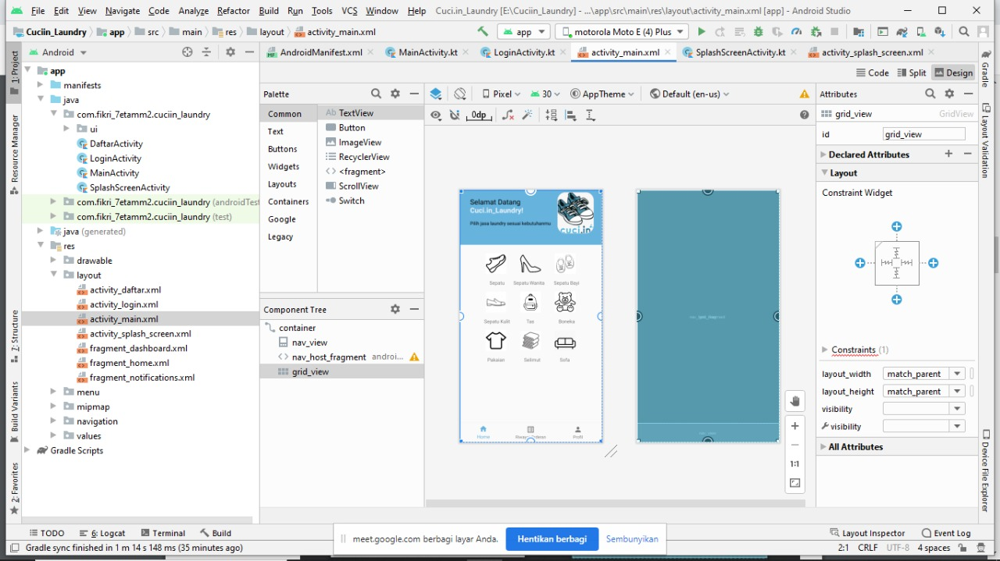 File Edit View Navigate Code Analyze Refactor Build Run Tools VCS Window Help Cuci.in_Laundry [E:\Cuciin_Laundry] - ...\app\src\main\res\layout\activity_main.xml [app] - Android Studio
Cuciin_Laundry app src main res layout activity_main.xml app motorola Moto E (4) Plus
Android AndroidManifest.xml MainActivity.kt LoginActivity.kt activity_main.xml SplashScreenActivity.kt activity_splash_screen.xml
Code Split Design
1: Project
Resource Manager
7: Structure
Build Variants
2: Favorites
app
manifests
java
com.fikri_7etamm2.cuciin_laundry
ui
DaftarActivity
LoginActivity
MainActivity
SplashScreenActivity
com.fikri_7etamm2.cuciin_laundry (androidTest
com.fikri_7etamm2.cuciin_laundry (test)
java (generated)
res
drawable
layout
activity_daftar.xml
activity_login.xml
activity_main.xml
activity_splash_screen.xml
fragment_dashboard.xml
fragment_home.xml
fragment_notifications.xml
menu
mipmap
navigation
values
Gradle Scripts
Palette
Common
Text
Buttons
Widgets
Layouts
Containers
Google
Legacy
Ab TextView
Button
ImageView
RecyclerView
<fragment>
ScrollView
Switch
Component Tree
container
nav_view
nav_host_fragment androi...
grid_view
Pixel 30 AppTheme Default (en-us)
0dp
Selamat Datang
Cuci.in_Laundry!
Pilih jasa laundry sesuai kebutuhanmu
cuci.in
Sepatu Sepatu Wanita Sepatu Bayi
Sepatu Kulit Tas Boneka
Pakaian Selimut Sofa
Home Riwayat Orderan Profil
nav_host_fragment
nav_view
1:1
Attributes
grid_view GridView
id grid_view
Declared Attributes
Layout
Constraint Widget
Constraints (1)
layout_width match_parent
layout_height match_parent
visibility
visibility
All Attributes
Gradle
Layout Validation
Device File Explorer
TODO 6: Logcat Terminal Build Layout Inspector Event Log
meet.google.com berbagi layar Anda. Hentikan berbagi Sembunyikan
Gradle sync finished in 1 m 14 s 148 ms (35 minutes ago) 2:1 CRLF UTF-8 4 spaces